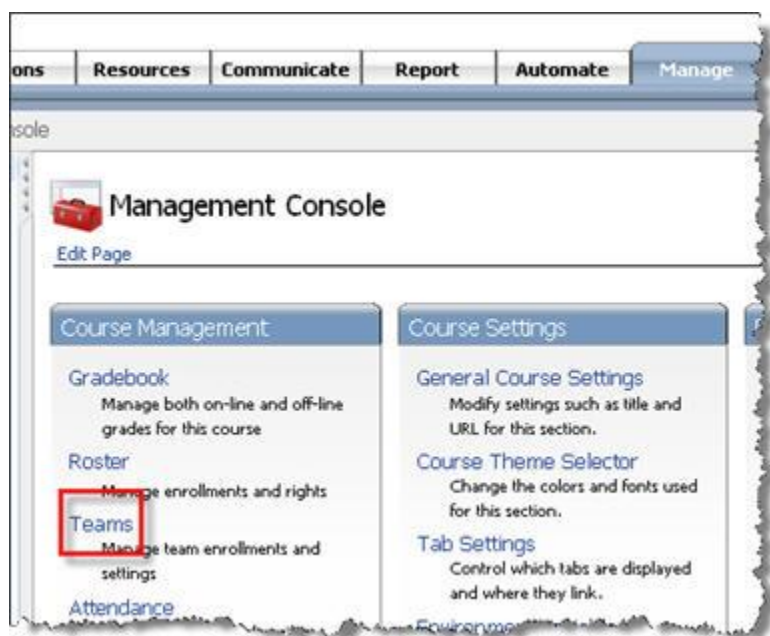 ons Resources Communicate Report Automate Manage
sole
Management Console
Edit Page
Course Management
Gradebook
Manage both on-line and off-line
grades for this course
Roster
Manage enrollments and rights
Teams
Manage team enrollments and
settings
Attendance
Course Settings
General Course Settings
Modify settings such as title and
URL for this section.
Course Theme Selector
Change the colors and fonts used
for this section.
Tab Settings
Control which tabs are displayed
and where they link.